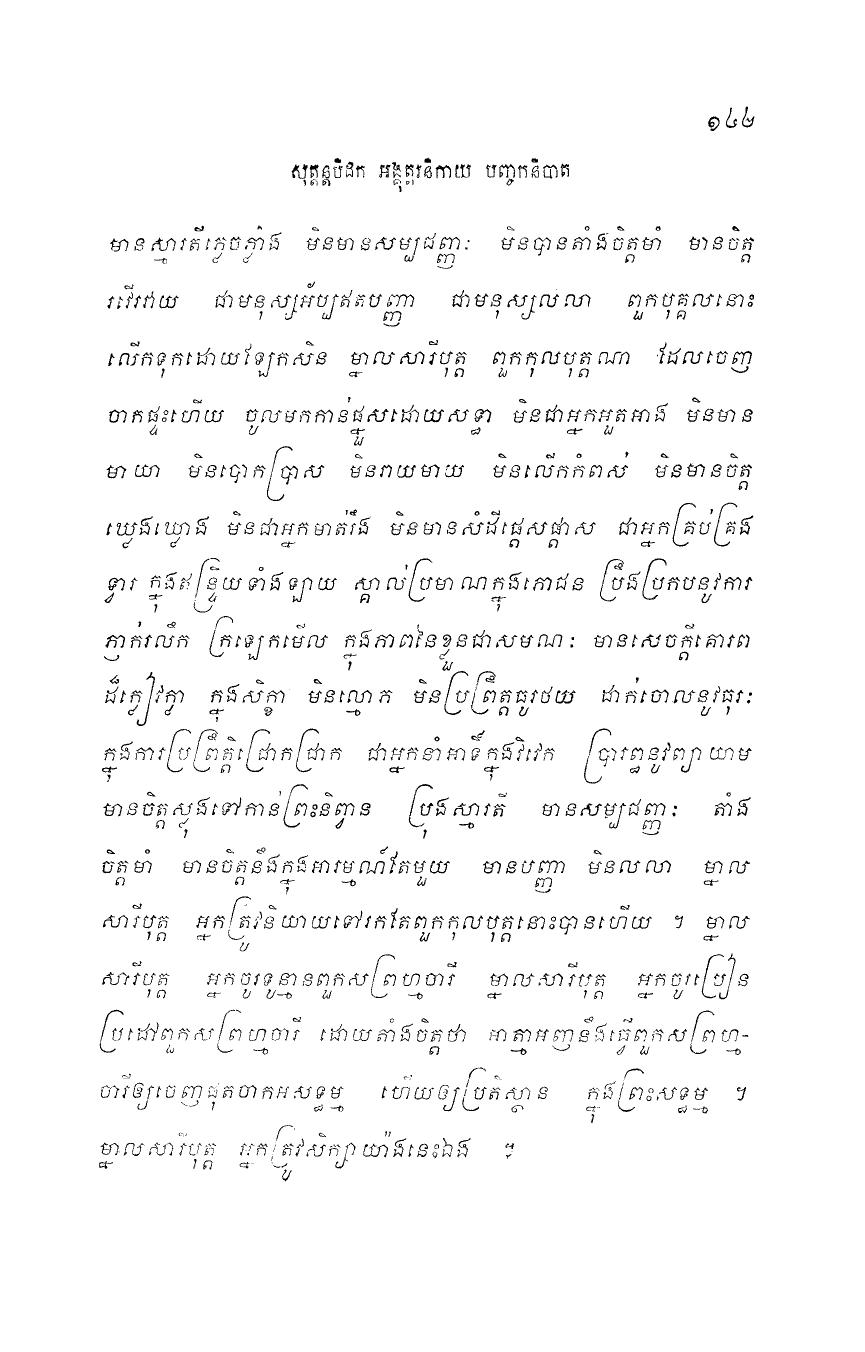 ១៤២
សុត្តន្តបិដក អង្គុត្តរនិកាយ បញ្ចកនិបាត
មានស្មារតីភ្លេចភ្លាំង មិនមានសម្បជញ្ញៈ មិនបានតាំងចិត្តមាំ មានចិត្ត
រវើរវាយ ជាមនុស្សអ័ប្បឥតបញ្ញា ជាមនុស្សលលា ពួកបុគ្គលនោះ
លើកទុកដោយឡែកសិន ម្នាលសារីបុត្ត ពួកកុលបុត្តណា ដែលចេញ
ចាកផ្ទះហើយ ចូលមកកាន់ផ្នួសដោយសទ្ធា មិនជាអ្នកអួតអាង មិនមាន
មាយា មិនបោកប្រាស មិនរាយមាយ មិនលើកកំពស់ មិនមានចិត្ត
ឃ្លេងឃ្លោង មិនជាអ្នកមាត់រឹង មិនមានសំដីផ្តេសផ្តាស ជាអ្នកគ្រប់គ្រង
ទ្វារ ក្នុងឥន្ទ្រិយទាំងឡាយ ស្គាល់ប្រមាណក្នុងភោជន ប្រឹងប្រកបនូវការ
ភ្ញាក់រលឹក ក្រឡេកមើល ក្នុងភាពនៃខ្លួនជាសមណៈ មានសេចក្តីគោរព
ដ៏ក្លៀវក្លា ក្នុងសិក្ខា មិនល្មោភ មិនប្រព្រឹត្តធូរថយ ដាក់ចោលនូវធុរៈ
ក្នុងការប្រព្រឹត្តិជ្រោកជ្រាក ជាអ្នកនាំអាទិ៍ក្នុងវិវេក ប្រារព្ធនូវព្យាយាម
មានចិត្តស្លុងទៅកាន់ព្រះនិព្វាន ប្រុងស្មារតី មានសម្បជញ្ញៈ តាំង
ចិត្តមាំ មានចិត្តនឹងក្នុងអារម្មណ៍តែមួយ មានបញ្ញា មិនលលា ម្នាល
សារីបុត្ត អ្នកត្រូវនិយាយទៅរកតែពួកកុលបុត្តនោះបានហើយ ។ ម្នាល
សារីបុត្ត អ្នកចូរទូន្មានពួកសព្រហ្មចារី ម្នាលសារីបុត្ត អ្នកចូរប្រៀន
ប្រដៅពួកសព្រហ្មចារី ដោយតាំងចិត្តថា អាត្មាអញនឹងធ្វើពួកសព្រហ្ម-
ចារីឲ្យចេញផុតចាកអសទ្ធម្ម ហើយឲ្យប្រតិស្ឋាន ក្នុងព្រះសទ្ធម្ម ។
ម្នាលសារីបុត្ត អ្នកត្រូវសិក្សាយ៉ាងនេះឯង ។